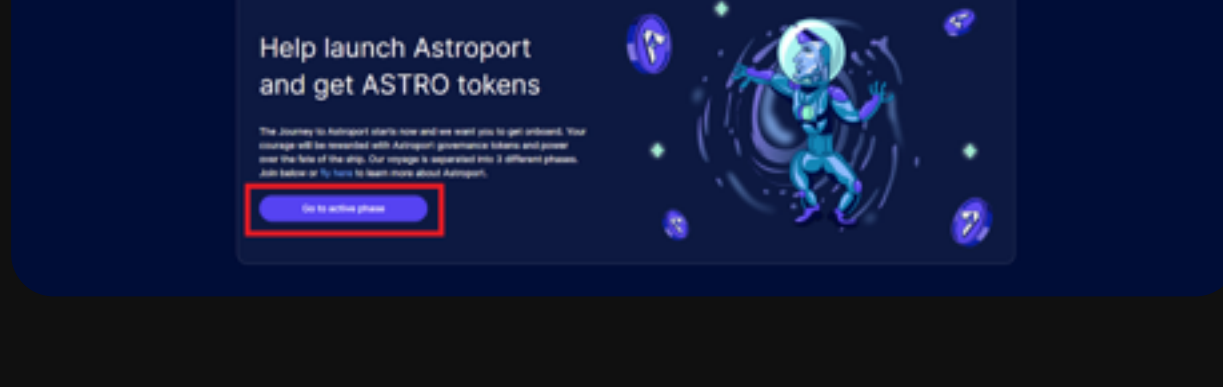 Help launch Astroport
and get ASTRO tokens
The Journey to Astroport starts now and we want you to get onboard. Your
courage will be rewarded with Astroport governance tokens and power
over the fate of the ship. Our voyage is separated into 3 different phases.
Join below or fly here to learn more about Astroport.
Go to active phase